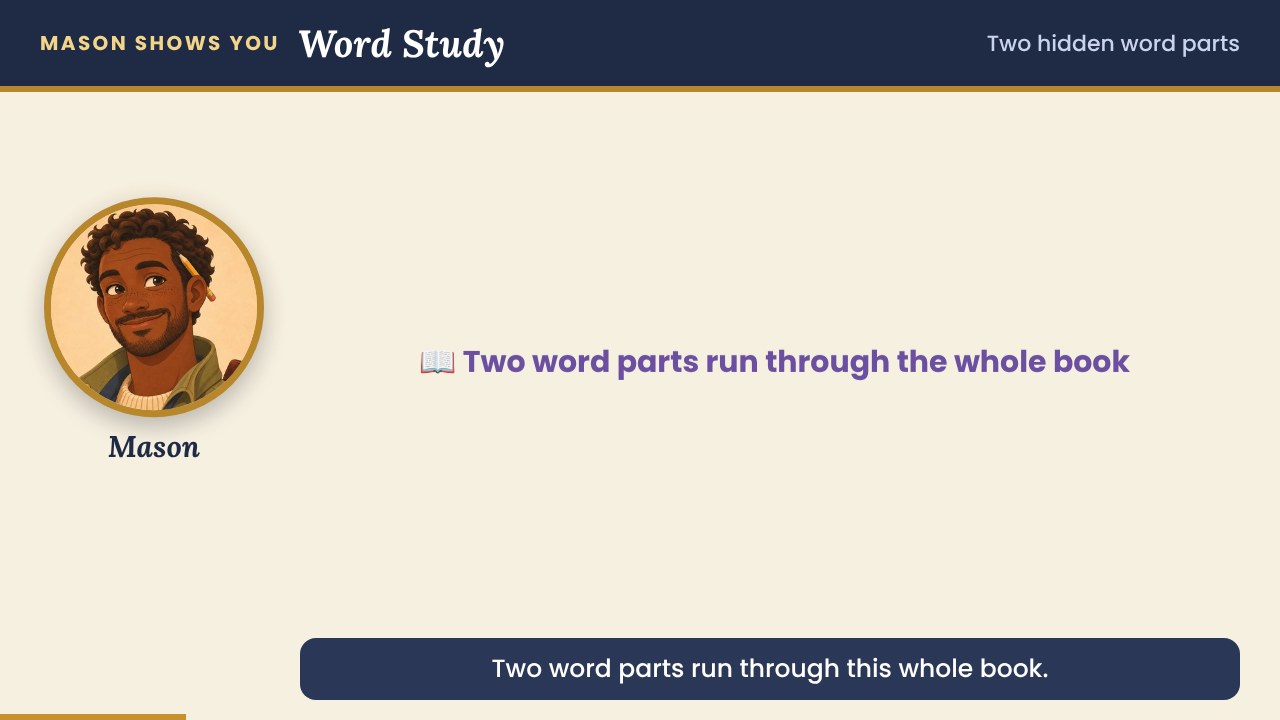 MASON SHOWS YOU Word Study
Two hidden word parts
Mason
📖 Two word parts run through the whole book
Two word parts run through this whole book.